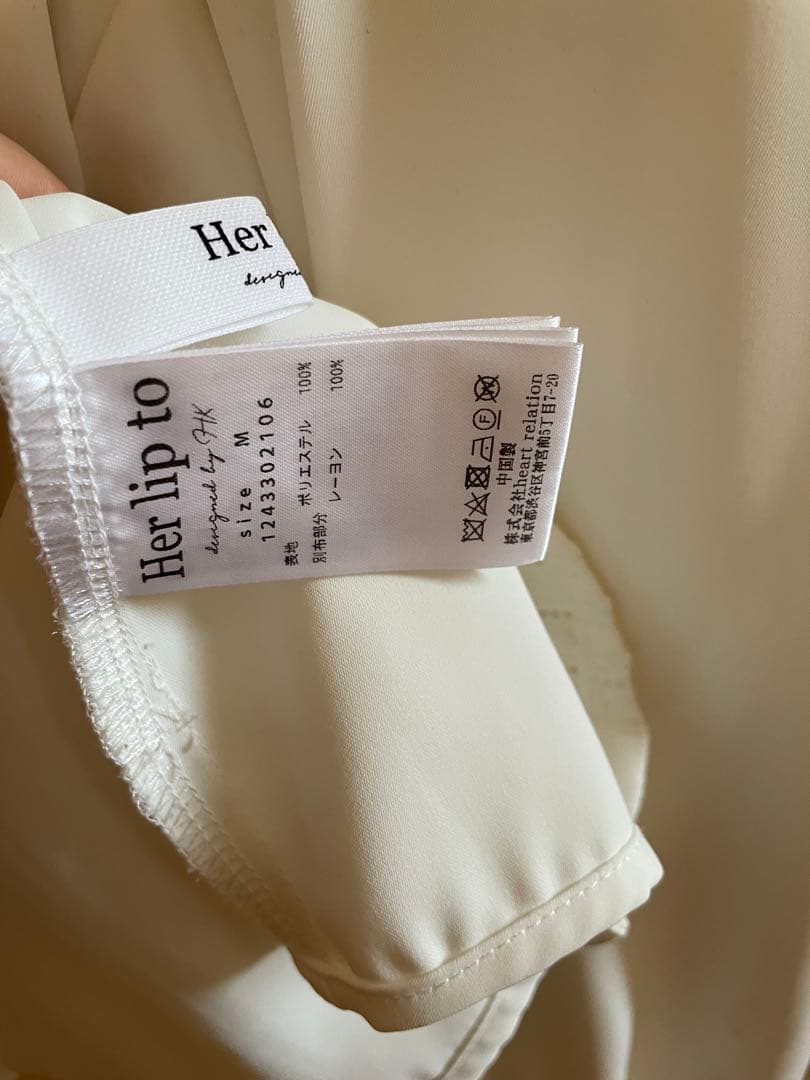 Her
designe
Her lip to
designed by HK
size M
1243302106
表地 ポリエステル 100%
別布部分 レーヨン 100%
F
W
中国製
株式会社heart relation
東京都渋谷区神宮前5丁目7-20